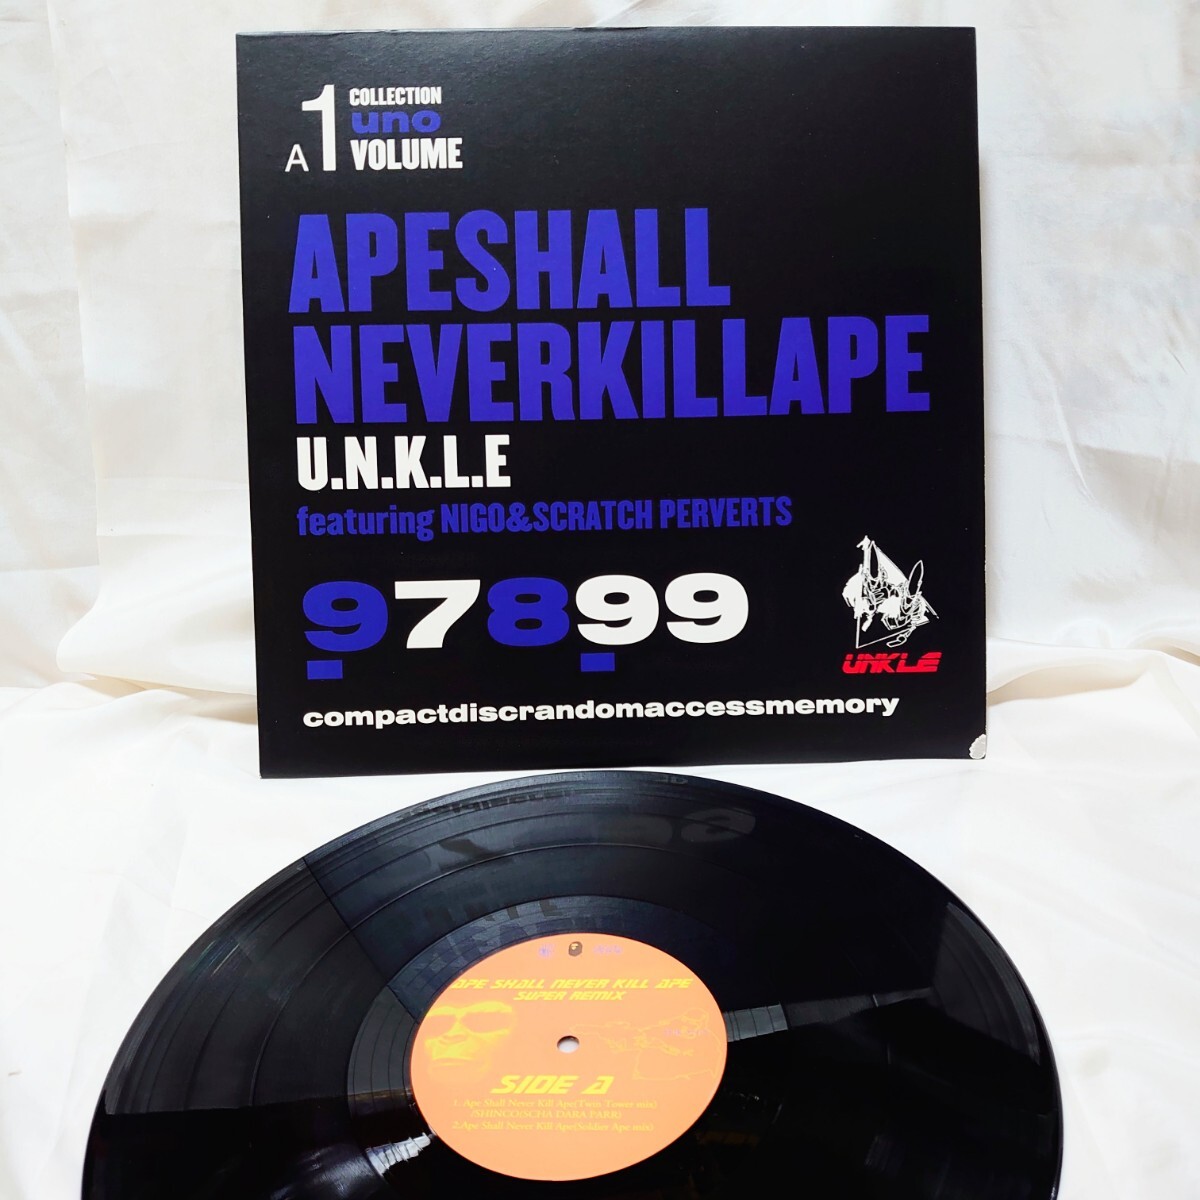 A 1 COLLECTION
uno
VOLUME
APESHALL
NEVERKILLAPE
U.N.K.L.E
featuring NIGO&SCRATCH PERVERTS
97899
UNKLE
compactdiscrandomaccessmemory
APE SHALL NEVER KILL APE
SUPER REMIX
SIDE A
1. Ape Shall Never Kill Ape(Twin Tower mix)
/SHINCO(SCHA DARA PARR)
2.Ape Shall Never Kill Ape(Soldier Ape mix)